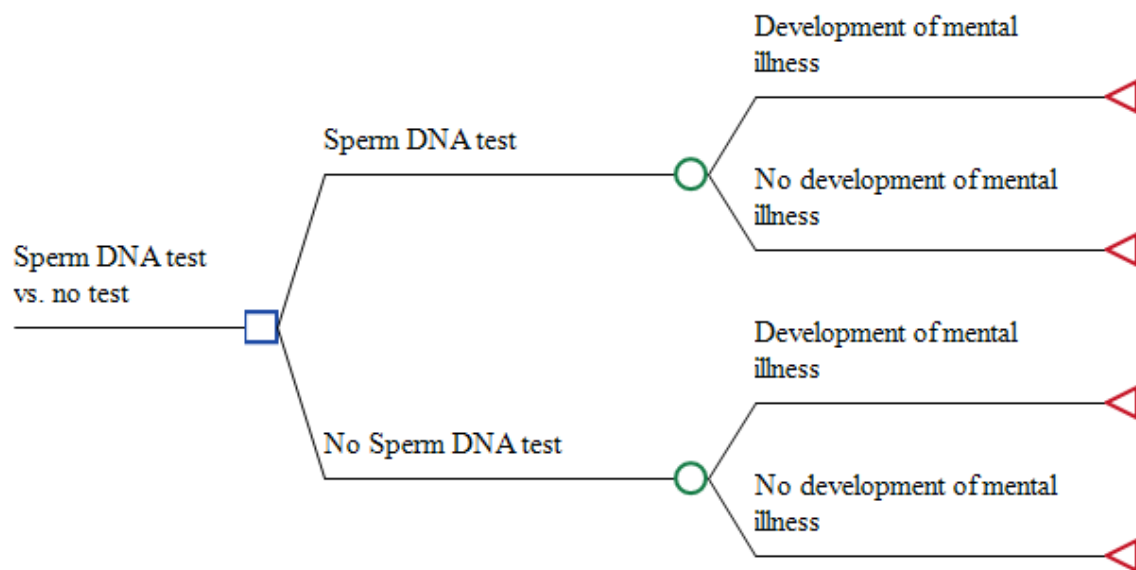 Development of mental
illness
Sperm DNA test
No development of mental
illness
Sperm DNA test
vs. no test
Development of mental
illness
No Sperm DNA test
No development of mental
illness